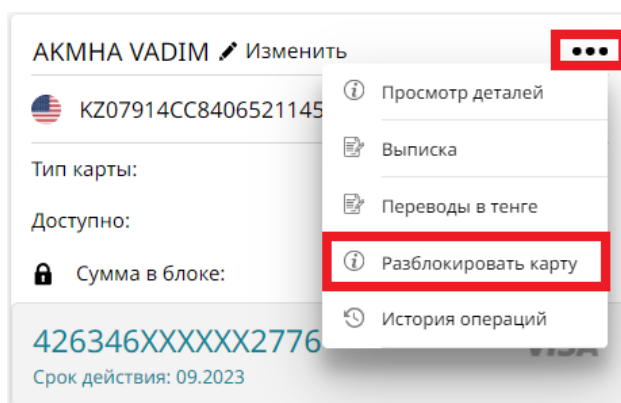 AKMHA VADIM Изменить
KZ07914CC8406521145
Просмотр деталей
Тип карты:
Выписка
Доступно:
Переводы в тенге
Сумма в блоке:
Разблокировать карту
История операций
426346XXXXXX2776
VISA
Срок действия: 09.2023